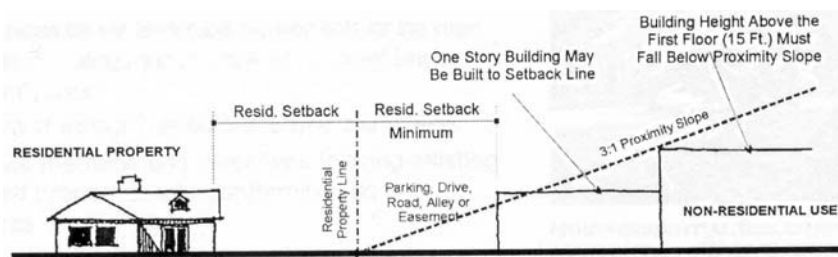 Building Height Above the
First Floor (15 Ft.) Must
Fall Below Proximity Slope
One Story Building May
Be Built to Setback Line
Resid. Setback
Resid. Setback
Minimum
RESIDENTIAL PROPERTY
3:1 Proximity Slope
Residential
Property Line
Parking, Drive,
Road, Alley or
Easement
NON-RESIDENTIAL USE